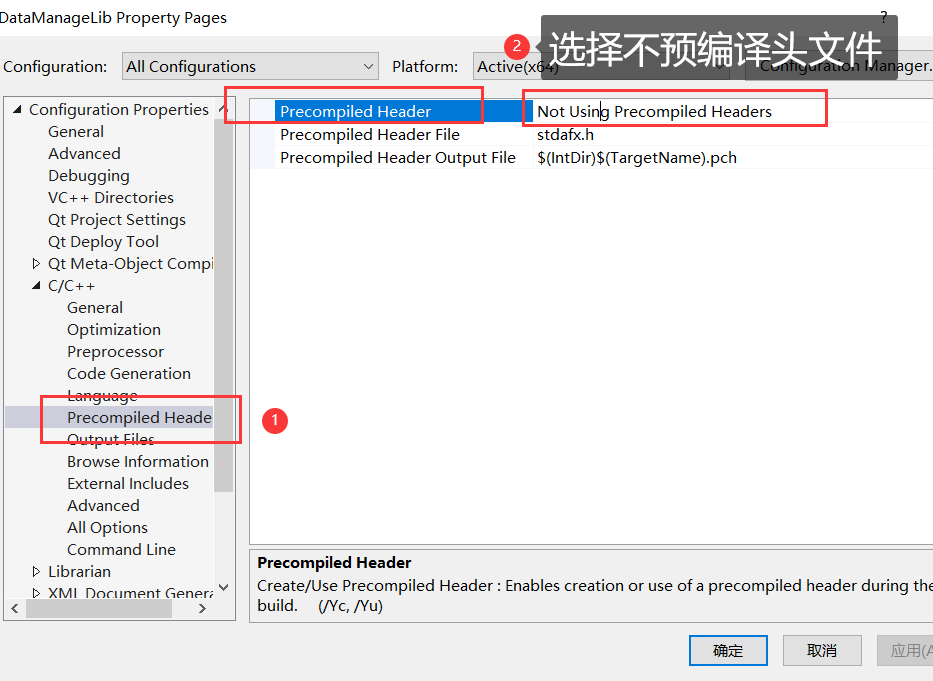 DataManageLib Property Pages
?
2
选择不预编译头文件
Configuration:
All Configurations
Platform:
Active(x64)
Configuration Manager.
Configuration Properties
General
Advanced
Debugging
VC++ Directories
Qt Project Settings
Qt Deploy Tool
Qt Meta-Object Compi
C/C++
General
Optimization
Preprocessor
Code Generation
Language
Precompiled Heade
Output Files
Browse Information
External Includes
Advanced
All Options
Command Line
Librarian
XML Document Genera
1
Precompiled Header
Not Using Precompiled Headers
Precompiled Header File
stdafx.h
Precompiled Header Output File
$(IntDir)$(TargetName).pch
Precompiled Header
Create/Use Precompiled Header : Enables creation or use of a precompiled header during the
build. (/Yc, /Yu)
确定
取消
应用(A